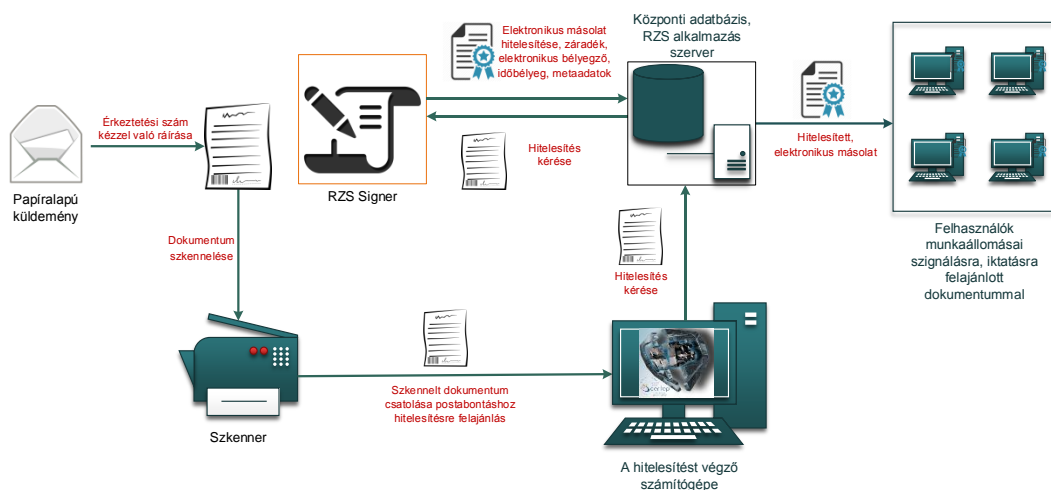 Papíralapú
küldemény
Érkeztetési szám
kézzel való ráírása
RZS Signer
Elektronikus másolat
hitelesítése, záradék,
elektronikus bélyegző,
időbélyeg, metaadatok
Hitelesítés
kérése
Központi adatbázis,
RZS alkalmazás
szerver
Hitelesített,
elektronikus másolat
Felhasználók
munkaállomásai
szignálásra, iktatásra
felajánlott
dokumentummal
Dokumentum
szkennelése
Szkenner
Szkennelt dokumentum
csatolása postabontáshoz
hitelesítésre felajánlás
Hitelesítés
kérése
A hitelesítést végző
számítógépe